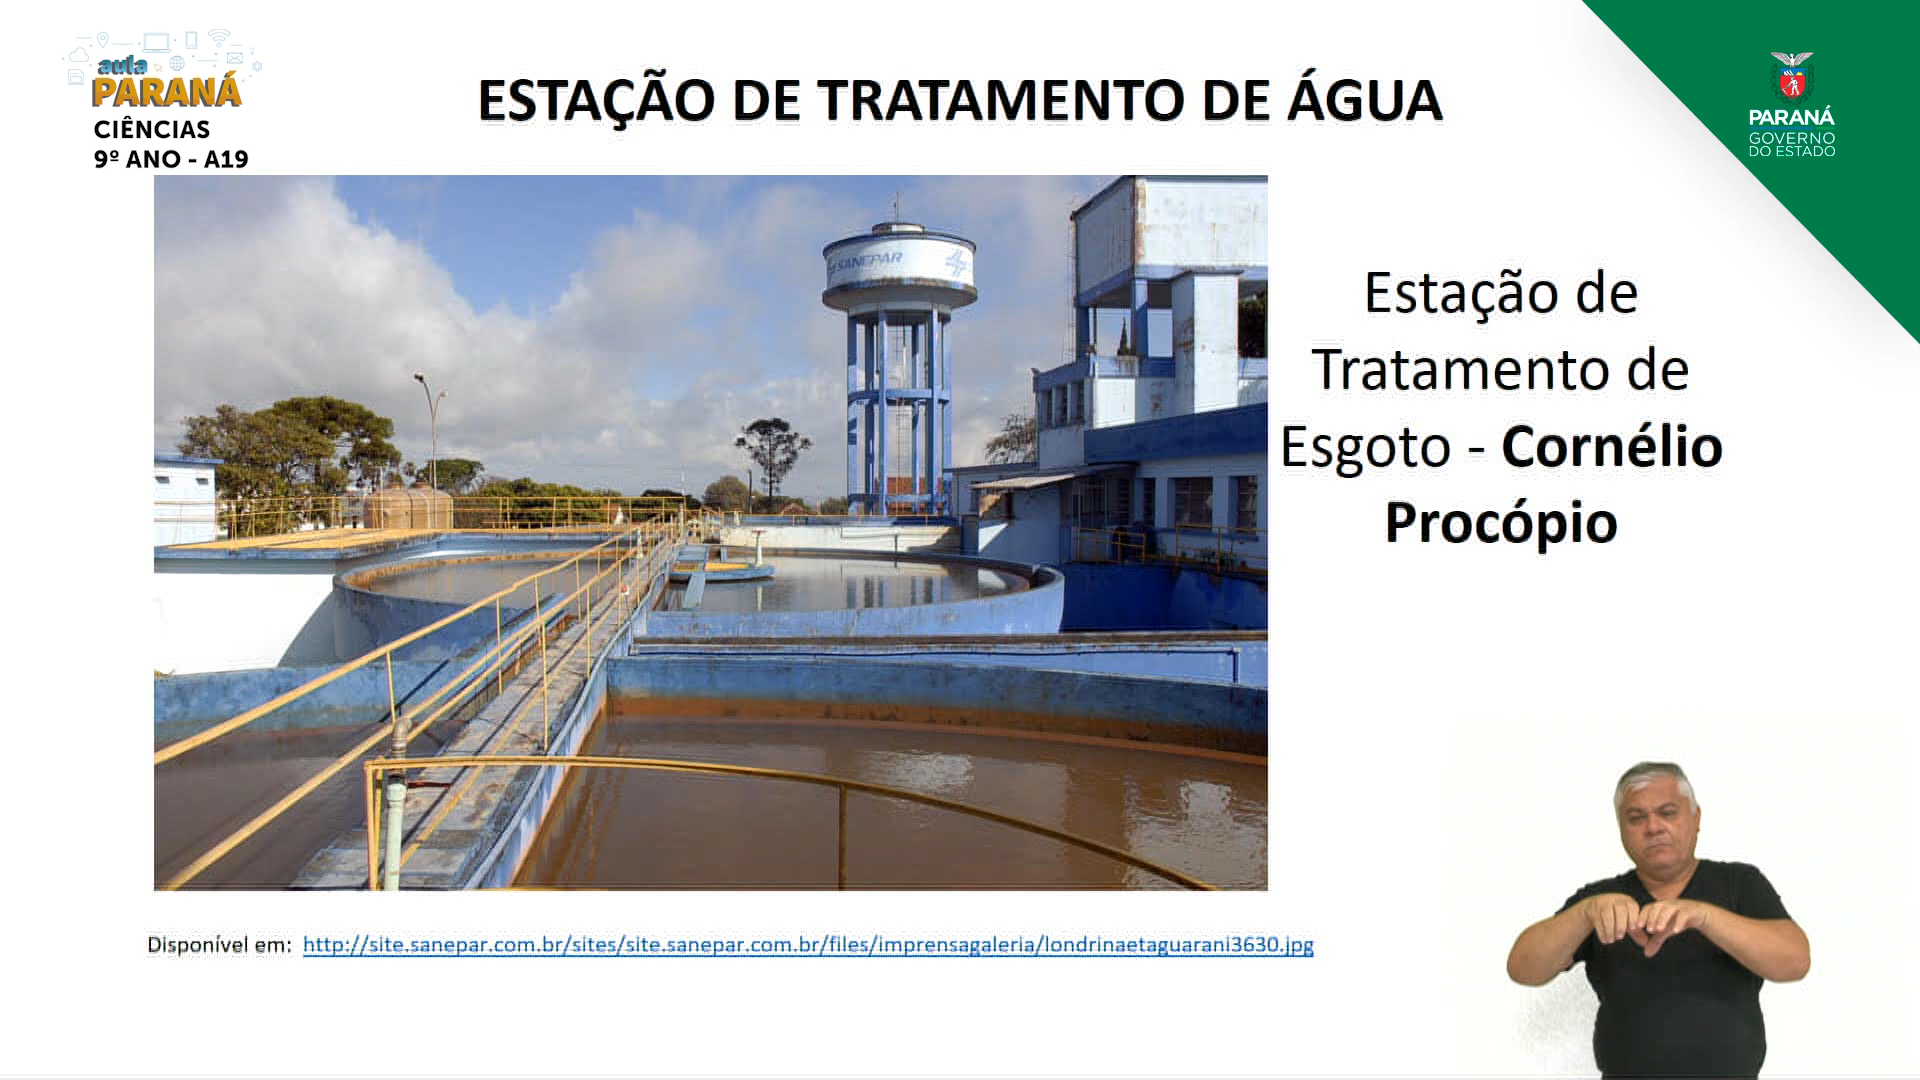 aula
PARANÁ
CIÊNCIAS
9º ANO - A19
ESTAÇÃO DE TRATAMENTO DE ÁGUA
PARANÁ
GOVERNO
DO ESTADO
SANEPAR
Estação de
Tratamento de
Esgoto - Cornélio
Procópio
Disponível em: http://site.sanepar.com.br/sites/site.sanepar.com.br/files/imprensagaleria/londrinaetaguarani3630.jpg